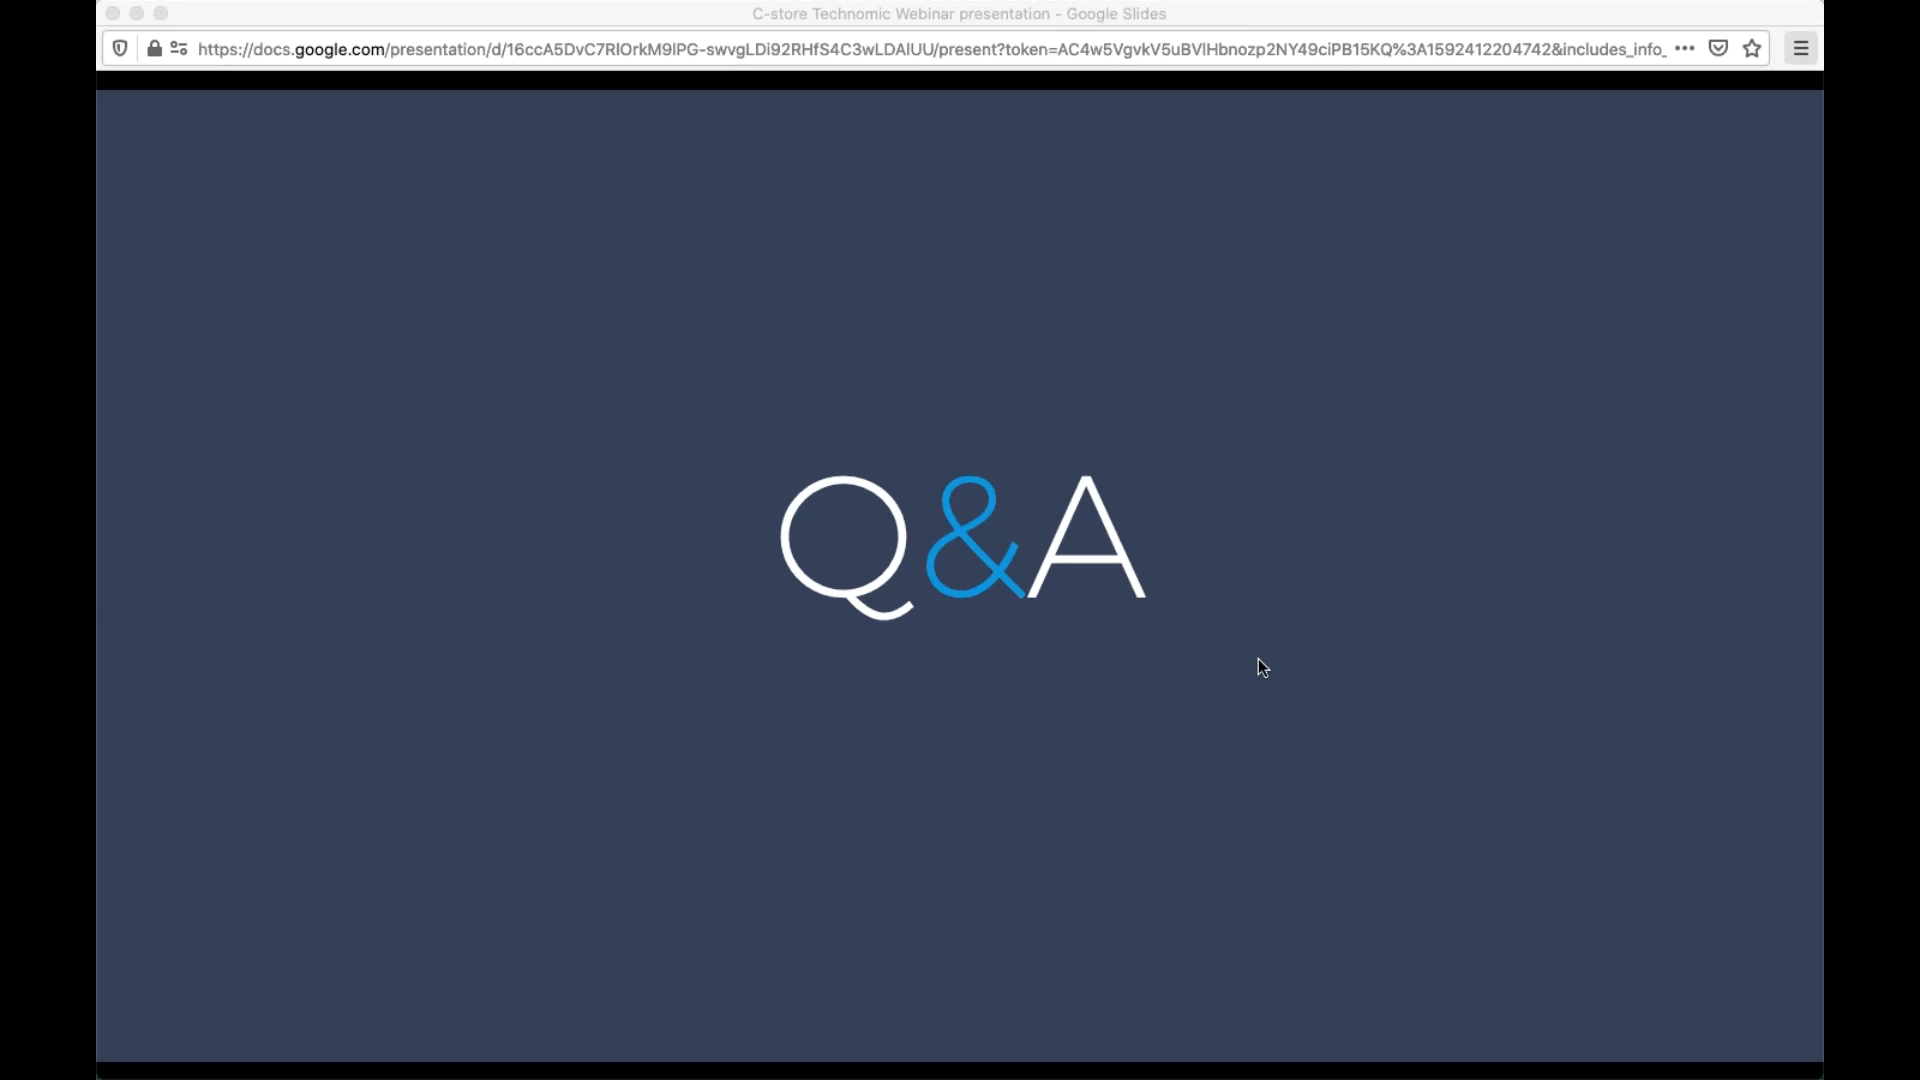 C-store Technomic Webinar presentation - Google Slides
https://docs.google.com/presentation/d/16ccA5DvC7RlOrkM9lPG-swvgLDi92RHfS4C3wLDAlUU/present?token=AC4w5VgvkV5uBVlHbnozp2NY49ciPB15KQ%3A1592412204742&includes_info_
Q&A